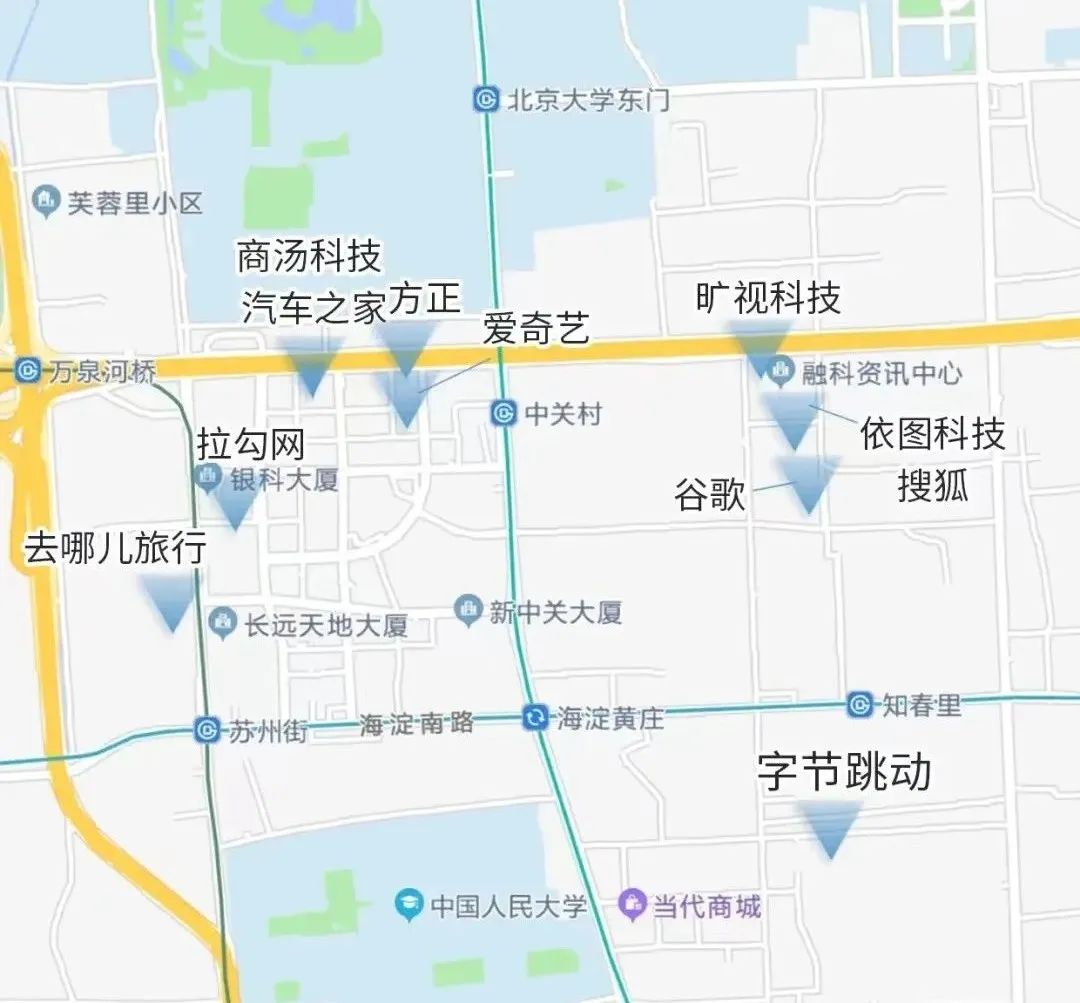 北京大学东门
芙蓉里小区
商汤科技
汽车之家
方正
爱奇艺
旷视科技
万泉河桥
融科资讯中心
中关村
依图科技
搜狐
拉勾网
银科大厦
谷歌
去哪儿旅行
长远天地大厦
新中关大厦
苏州街
海淀南路
海淀黄庄
知春里
字节跳动
中国人民大学
当代商城